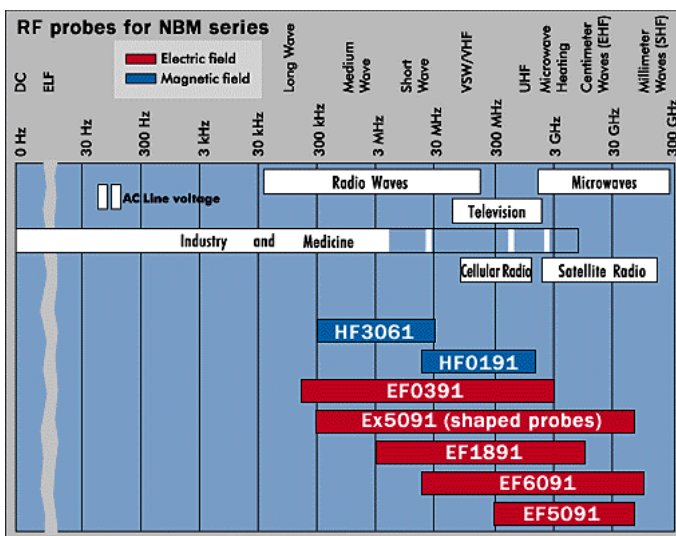 RF probes for NBM series
Electric field
Magnetic field
DC
ELF
Long Wave
Medium
Wave
Short
Wave
VSW/VHF
UHF
Microwave
Heating
Centimeter
Waves (EHF)
Millimeter
Waves (SHF)
0 Hz
30 Hz
300 Hz
3 kHz
30 kHz
300 kHz
3 MHz
30 MHz
300 MHz
3 GHz
30 GHz
300 GHz
Radio Waves
Microwaves
AC Line voltage
Television
Industry and Medicine
Cellular Radio
Satellite Radio
HF3061
HF0191
EF0391
Ex5091 (shaped probes)
EF1891
EF6091
EF5091